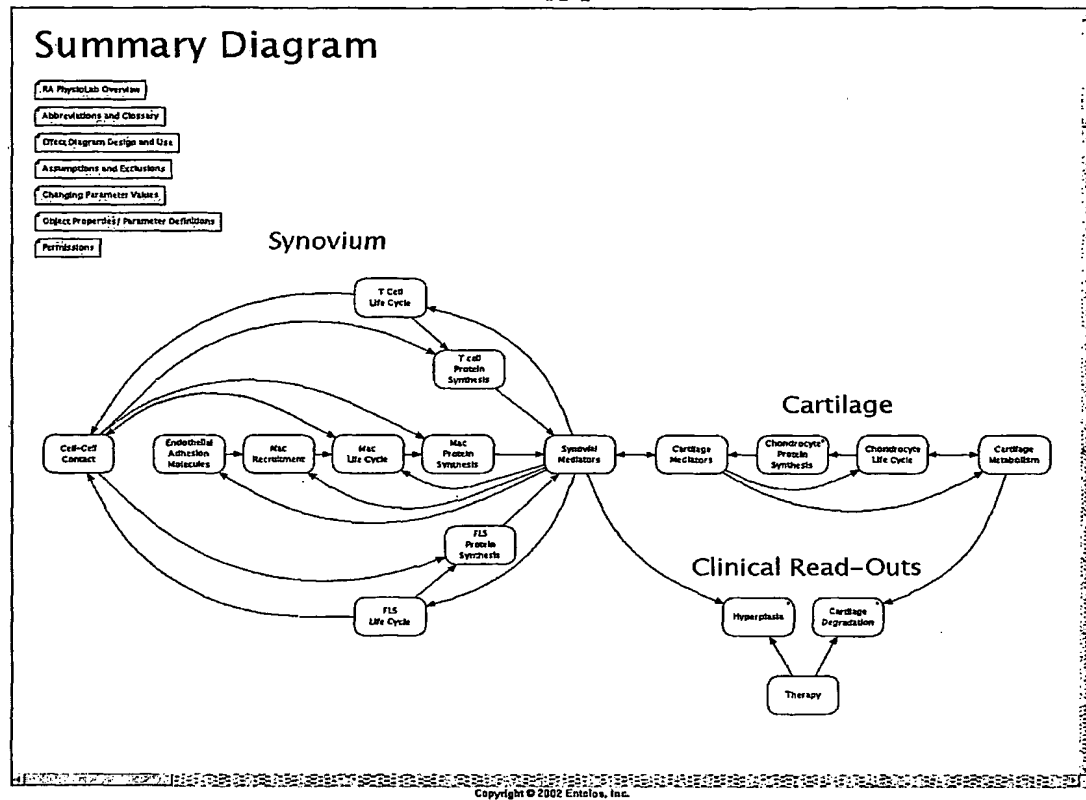 Summary Diagram
RA PhysioLab Overview
Abbreviations and Glossary
Effect Diagram Design and Use
Assumptions and Exclusions
Changing Parameter Values
Object Properties / Parameter Definitions
Permissions
Synovium
T Cell
Life Cycle
T cell
Protein
Synthesis
Cartilage
Cell-Cell
Contact
Endothelial
Adhesion
Molecules
Mac
Recruitment
Mac
Life Cycle
Mac
Protein
Synthesis
Synovial
Mediators
Cartilage
Mediators
Chondrocyte
Protein
Synthesis
Chondrocyte
Life Cycle
Cartilage
Metabolism
FLS
Protein
Synthesis
FLS
Life Cycle
Clinical Read-Outs
Hyperplasia
Cartilage
Degradation
Therapy
Copyright © 2002 Entelos, Inc.